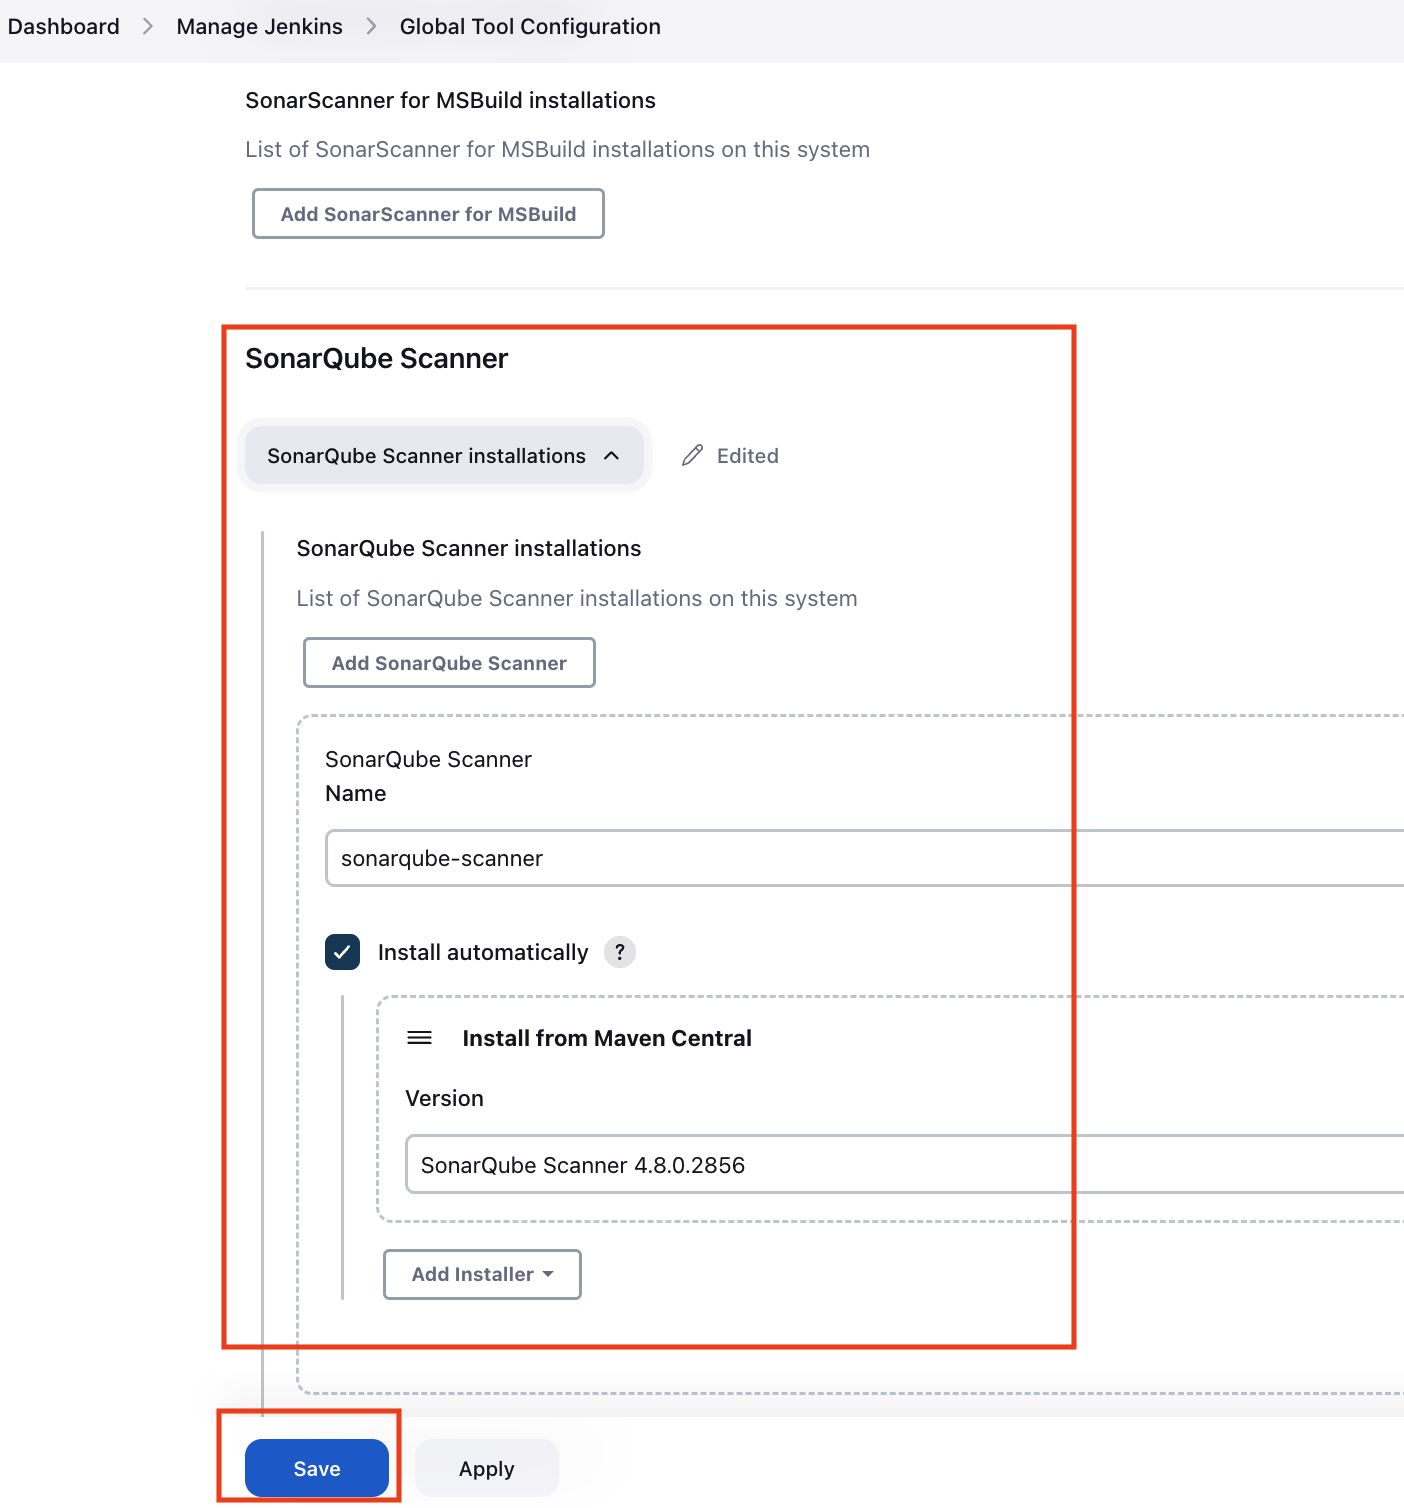 Dashboard > Manage Jenkins > Global Tool Configuration
SonarScanner for MSBuild installations
List of SonarScanner for MSBuild installations on this system
Add SonarScanner for MSBuild
SonarQube Scanner
SonarQube Scanner installations Edited
SonarQube Scanner installations
List of SonarQube Scanner installations on this system
Add SonarQube Scanner
SonarQube Scanner
Name
sonarqube-scanner
Install automatically ?
Install from Maven Central
Version
SonarQube Scanner 4.8.0.2856
Add Installer
Save Apply